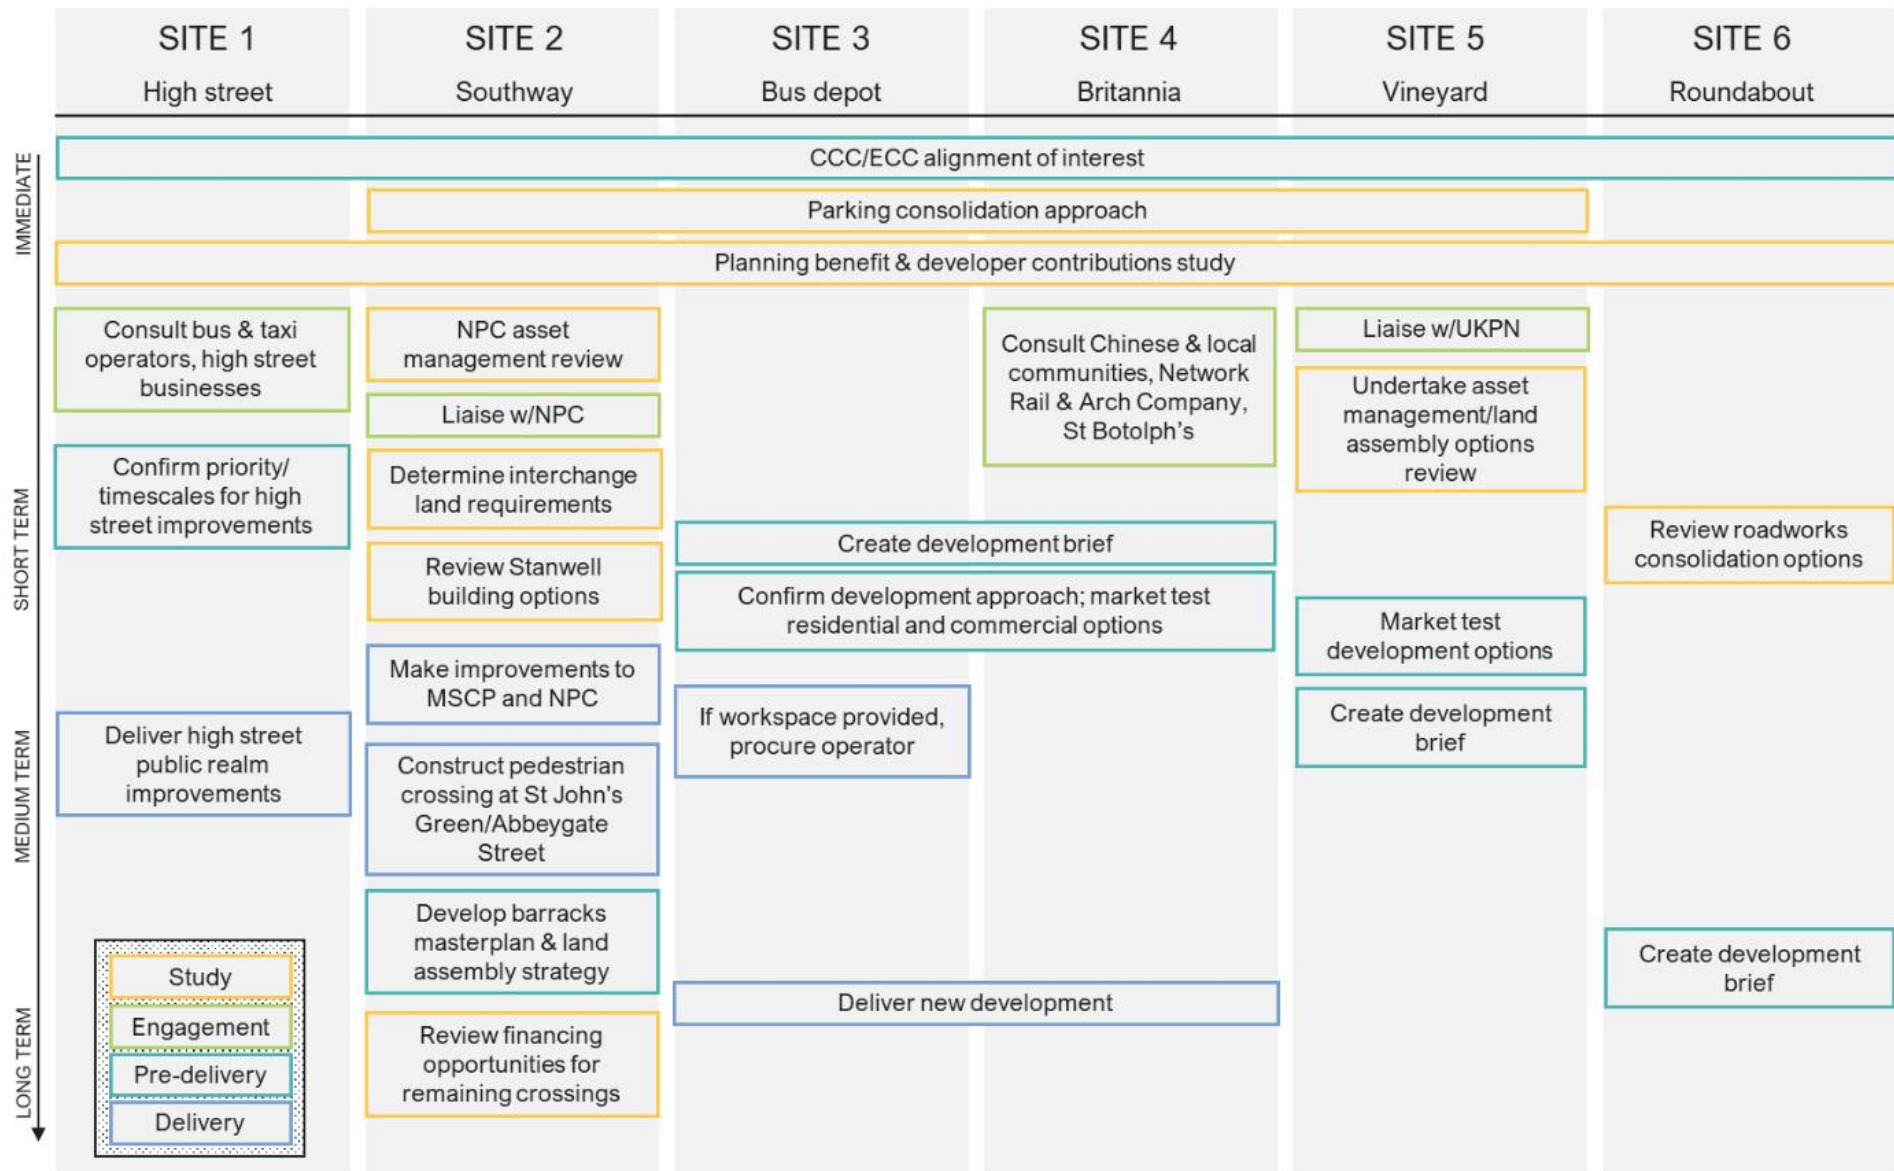 SITE 1
High street
SITE 2
Southway
SITE 3
Bus depot
SITE 4
Britannia
SITE 5
Vineyard
SITE 6
Roundabout
IMMEDIATE
SHORT TERM
MEDIUM TERM
LONG TERM
CCC/ECC alignment of interest
Parking consolidation approach
Planning benefit & developer contributions study
Consult bus & taxi
operators, high street
businesses
Confirm priority/
timescales for high
street improvements
Deliver high street
public realm
improvements
NPC asset
management review
Liaise w/NPC
Determine interchange
land requirements
Review Stanwell
building options
Make improvements to
MSCP and NPC
Construct pedestrian
crossing at St John's
Green/Abbeygate
Street
Develop barracks
masterplan & land
assembly strategy
Review financing
opportunities for
remaining crossings
Consult Chinese & local
communities, Network
Rail & Arch Company,
St Botolph's
Create development brief
Confirm development approach; market test
residential and commercial options
If workspace provided,
procure operator
Deliver new development
Liaise w/UKPN
Undertake asset
management/land
assembly options
review
Market test
development options
Create development
brief
Review roadworks
consolidation options
Create development
brief
Study
Engagement
Pre-delivery
Delivery